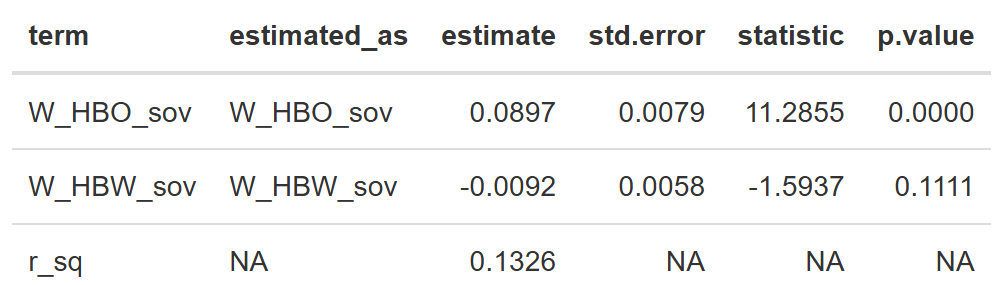 term estimated_as estimate std.error statistic p.value
W_HBO_sov W_HBO_sov 0.0897 0.0079 11.2855 0.0000
W_HBW_sov W_HBW_sov -0.0092 0.0058 -1.5937 0.1111
r_sq NA 0.1326 NA NA NA